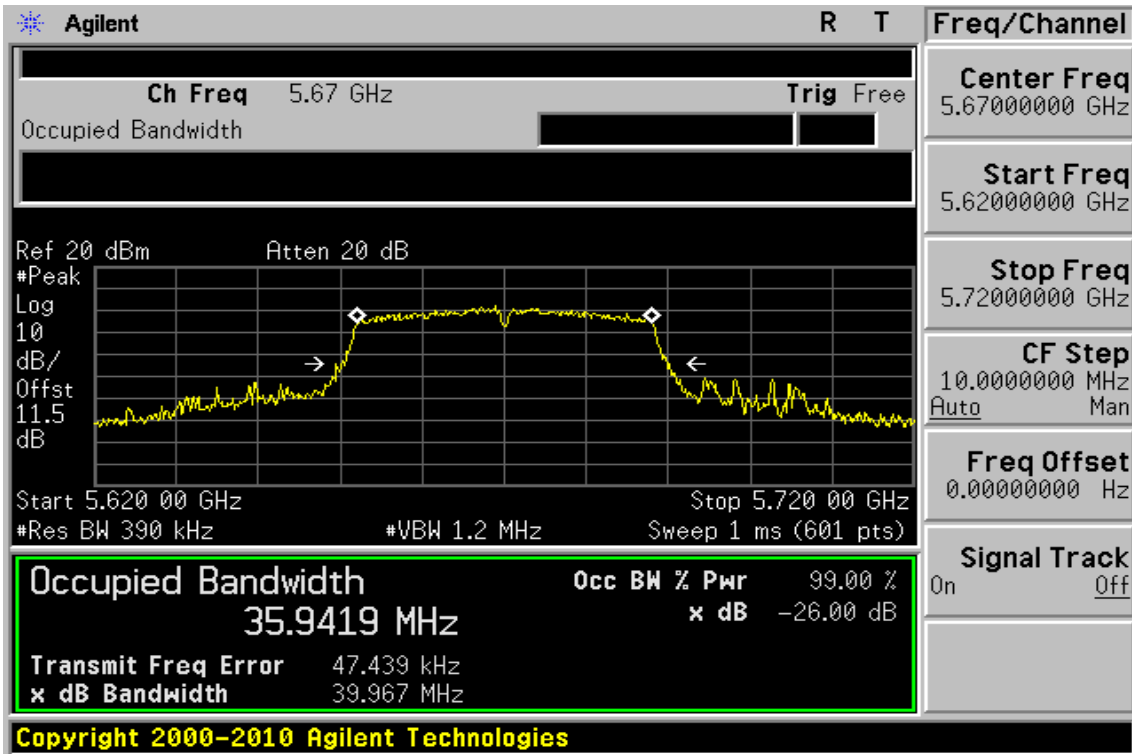 Agilent R T
Freq/Channel
Ch Freq 5.67 GHz Trig Free
Occupied Bandwidth
Center Freq
5.67000000 GHz
Start Freq
5.62000000 GHz
Stop Freq
5.72000000 GHz
CF Step
10.0000000 MHz
Auto Man
Freq Offset
0.00000000 Hz
Signal Track
On Off
Ref 20 dBm Atten 20 dB
#Peak
Log
10
dB/
Offst
11.5
dB
Start 5.620 00 GHz Stop 5.720 00 GHz
#Res BW 390 kHz #VBW 1.2 MHz Sweep 1 ms (601 pts)
Occupied Bandwidth
35.9419 MHz
Occ BW % Pwr 99.00 %
x dB -26.00 dB
Transmit Freq Error 47.439 kHz
x dB Bandwidth 39.967 MHz
Copyright 2000-2010 Agilent Technologies